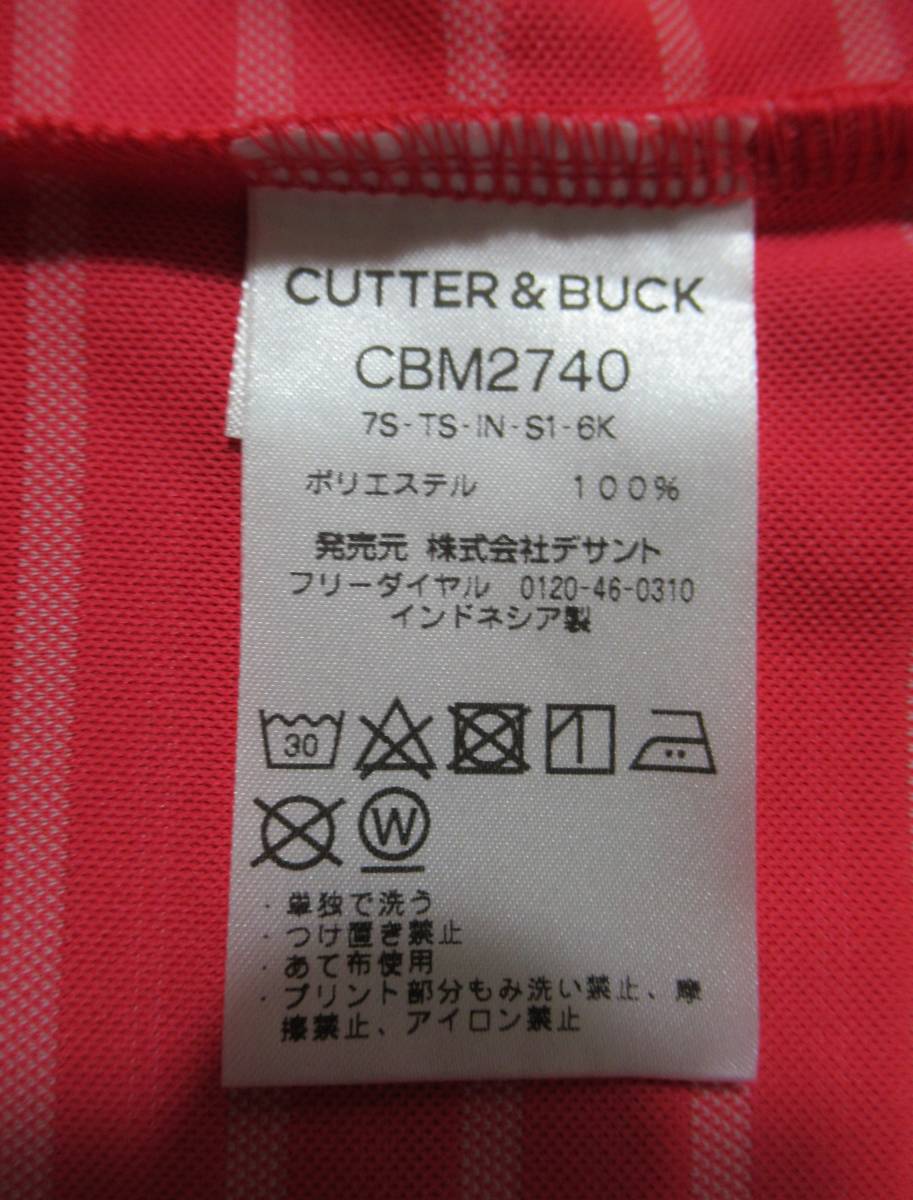 CUTTER & BUCK
CBM2740
7S-TS-IN-S1-6K
ポリエステル 100%
発売元 株式会社デサント
フリーダイヤル 0120-46-0310
インドネシア製
30
W
・単独で洗う
・つけ置き禁止
・あて布使用
・プリント部分もみ洗い禁止、摩
擦禁止、アイロン禁止